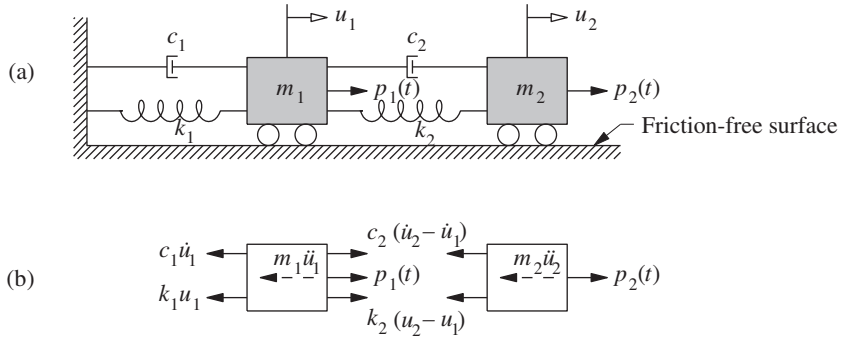 u₁ u₂
c₁ c₂
(a) m₁ p₁(t) m₂ p₂(t)
k₁ k₂
Friction-free surface
c₁u̇₁ c₂ (u̇₂ − u̇₁)
(b) m₁ü₁ p₁(t) m₂ü₂ p₂(t)
k₁u₁ k₂ (u₂ − u₁)